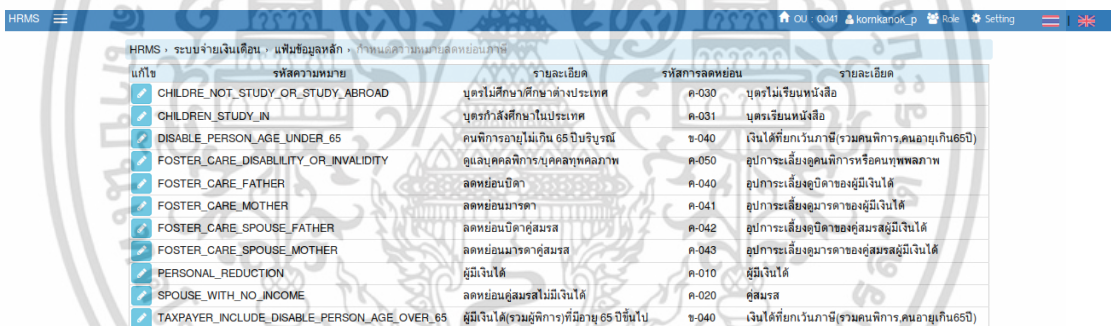 HRMS OU : 0041 kornkanok_p Role Setting
HRMS › ระบบจ่ายเงินเดือน › แฟ้มข้อมูลหลัก › กำหนดความหมายลดหย่อนภาษี
แก้ไข รหัสความหมาย รายละเอียด รหัสการลดหย่อน รายละเอียด
CHILDRE_NOT_STUDY_OR_STUDY_ABROAD บุตรไม่ศึกษา/ศึกษาต่างประเทศ ค-030 บุตรไม่เรียนหนังสือ
CHILDREN_STUDY_IN บุตรกำลังศึกษาในประเทศ ค-031 บุตรเรียนหนังสือ
DISABLE_PERSON_AGE_UNDER_65 คนพิการอายุไม่เกิน 65 ปีบริบูรณ์ ข-040 เงินได้ที่ยกเว้นภาษี(รวมคนพิการ,คนอายุเกิน65ปี)
FOSTER_CARE_DISABLILITY_OR_INVALIDITY ดูแลบุคคลพิการ/บุคคลทุพคลภาพ ค-050 อุปการะเลี้ยงดูคนพิการหรือคนทุพพลภาพ
FOSTER_CARE_FATHER ลดหย่อนบิดา ค-040 อุปการะเลี้ยงดูบิดาของผู้มีเงินได้
FOSTER_CARE_MOTHER ลดหย่อนมารดา ค-041 อุปการะเลี้ยงดูมารดาของผู้มีเงินได้
FOSTER_CARE_SPOUSE_FATHER ลดหย่อนบิดาคู่สมรส ค-042 อุปการะเลี้ยงดูบิดาของคู่สมรสผู้มีเงินได้
FOSTER_CARE_SPOUSE_MOTHER ลดหย่อนมารดาคู่สมรส ค-043 อุปการะเลี้ยงดูมารดาของคู่สมรสผู้มีเงินได้
PERSONAL_REDUCTION ผู้มีเงินได้ ค-010 ผู้มีเงินได้
SPOUSE_WITH_NO_INCOME ลดหย่อนคู่สมรสไม่มีเงินได้ ค-020 คู่สมรส
TAXPAYER_INCLUDE_DISABLE_PERSON_AGE_OVER_65 ผู้มีเงินได้(รวมผู้พิการ)ที่มีอายุ 65 ปีขึ้นไป ข-040 เงินได้ที่ยกเว้นภาษี(รวมคนพิการ,คนอายุเกิน65ปี)